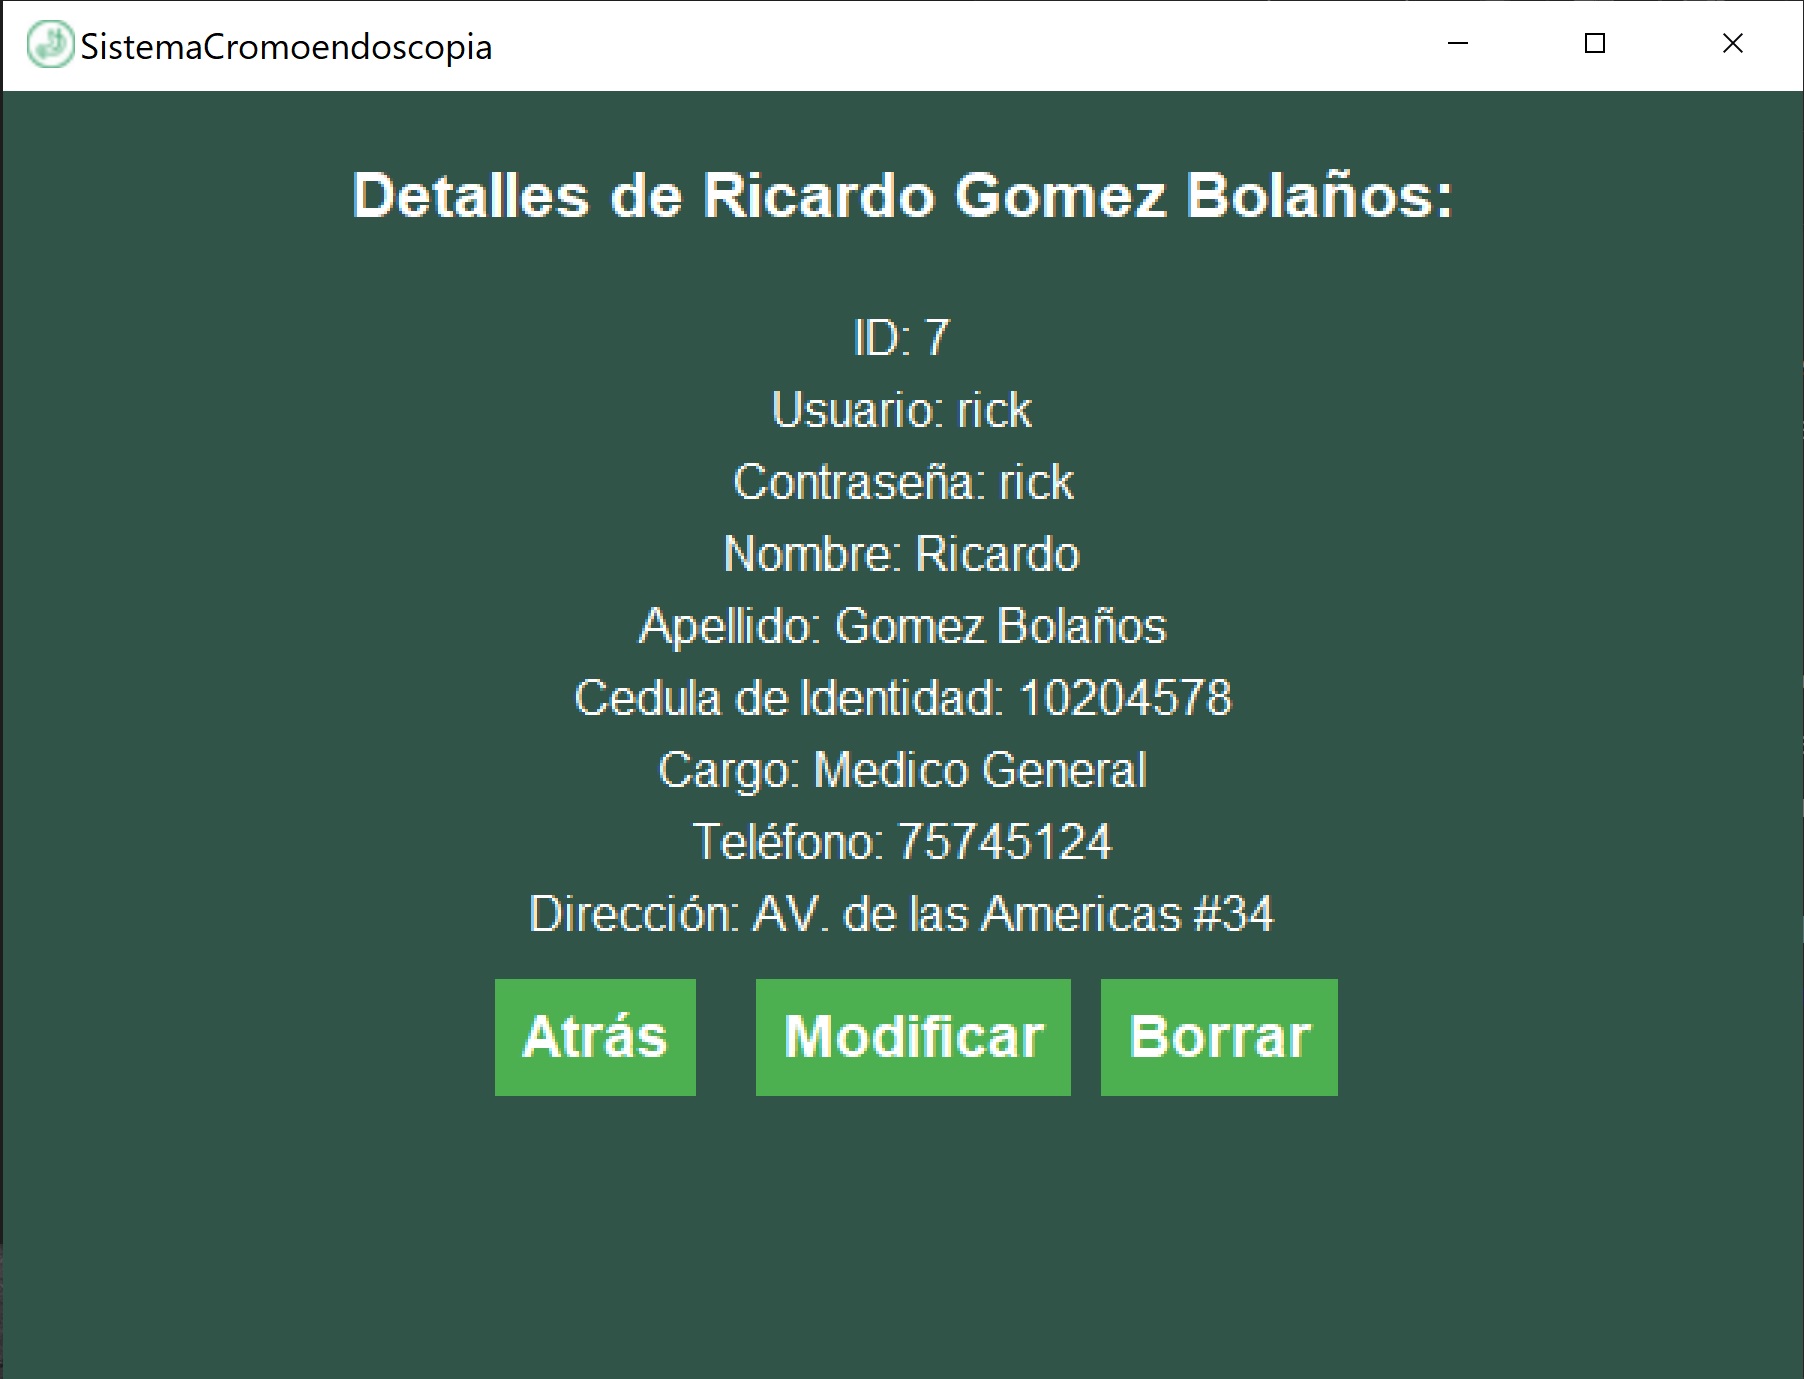 SistemaCromoendoscopia
Detalles de Ricardo Gomez Bolaños:
ID: 7
Usuario: rick
Contraseña: rick
Nombre: Ricardo
Apellido: Gomez Bolaños
Cedula de Identidad: 10204578
Cargo: Medico General
Teléfono: 75745124
Dirección: AV. de las Americas #34
Atrás Modificar Borrar